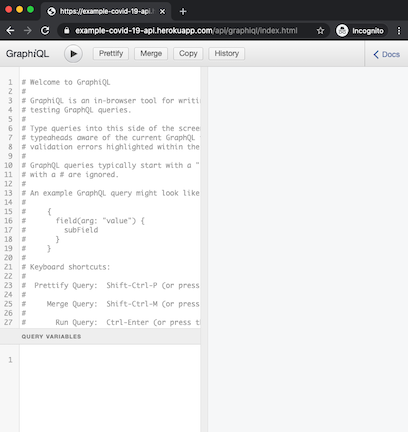 https://example-covid-19-api.h
example-covid-19-api.herokuapp.com/api/graphiql/index.html
Incognito
GraphiQL
Prettify
Merge
Copy
History
< Docs
1 # Welcome to GraphiQL
2 #
3 # GraphiQL is an in-browser tool for writi
4 # testing GraphQL queries.
5 #
6 # Type queries into this side of the scree
7 # typeaheads aware of the current GraphQL
8 # validation errors highlighted within the
9 #
10 # GraphQL queries typically start with a "
11 # with a # are ignored.
12 #
13 # An example GraphQL query might look like
14 #
15 #     {
16 #       field(arg: "value") {
17 #         subField
18 #       }
19 #     }
20 #
21 # Keyboard shortcuts:
22 #
23 #  Prettify Query:  Shift-Ctrl-P (or press
24 #
25 #     Merge Query:  Shift-Ctrl-M (or press
26 #
27 #       Run Query:  Ctrl-Enter (or press t
QUERY VARIABLES
1